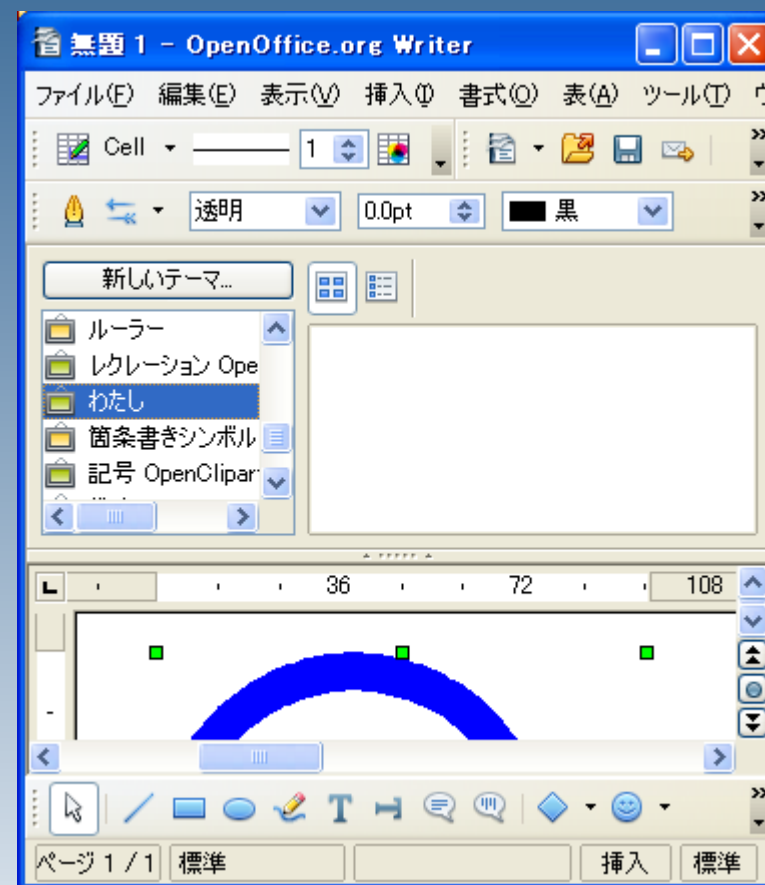 無題 1 - OpenOffice.org Writer
ファイル(F) 編集(E) 表示(V) 挿入(I) 書式(O) 表(A) ツール(T)
Cell 1
透明 0.0pt 黒
新しいテーマ...
ルーラー
レクレーション Ope
わたし
箇条書きシンボル
記号 OpenClipar
36 72 108
T
ページ 1 / 1 標準 挿入 標準